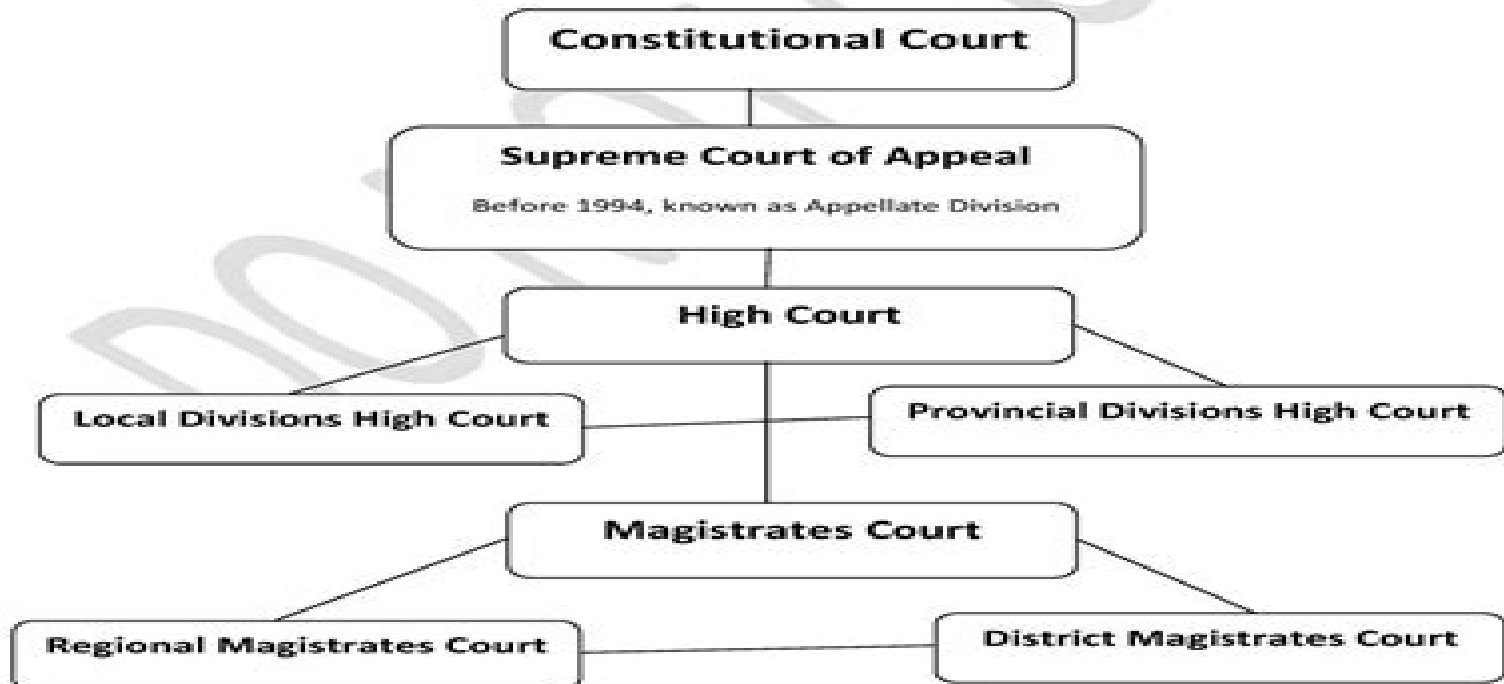 Constitutional Court
Supreme Court of Appeal
Before 1994, known as Appellate Division
High Court
Local Divisions High Court
Provincial Divisions High Court
Magistrates Court
Regional Magistrates Court
District Magistrates Court